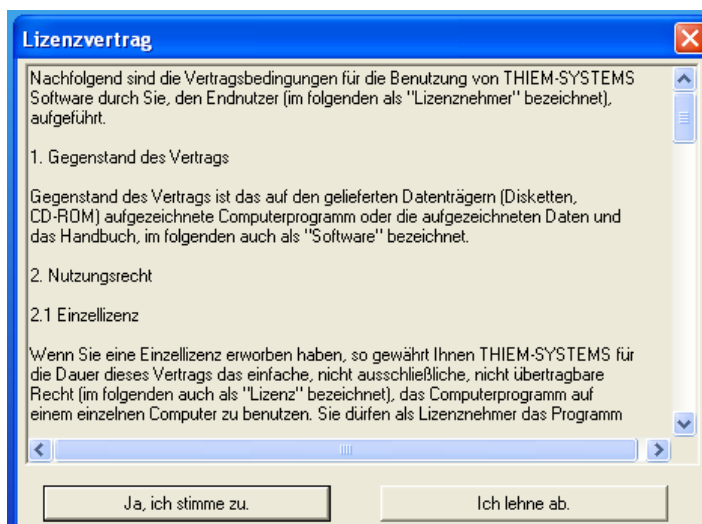 Lizenzvertrag
Nachfolgend sind die Vertragsbedingungen für die Benutzung von THIEM-SYSTEMS
Software durch Sie, den Endnutzer (im folgenden als "Lizenznehmer" bezeichnet),
aufgeführt.
1. Gegenstand des Vertrags
Gegenstand des Vertrags ist das auf den gelieferten Datenträgern (Disketten,
CD-ROM) aufgezeichnete Computerprogramm oder die aufgezeichneten Daten und
das Handbuch, im folgenden auch als "Software" bezeichnet.
2. Nutzungsrecht
2.1 Einzellizenz
Wenn Sie eine Einzellizenz erworben haben, so gewährt Ihnen THIEM-SYSTEMS für
die Dauer dieses Vertrags das einfache, nicht ausschließliche, nicht übertragbare
Recht (im folgenden auch als "Lizenz" bezeichnet), das Computerprogramm auf
einem einzelnen Computer zu benutzen. Sie dürfen als Lizenznehmer das Programm
Ja, ich stimme zu.
Ich lehne ab.